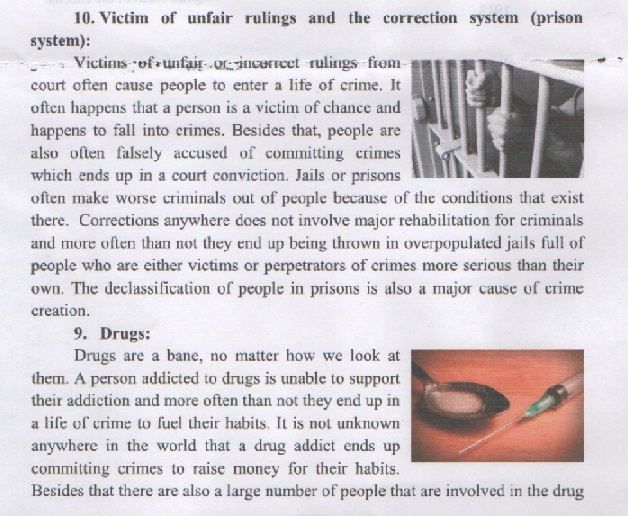 10. Victim of unfair rulings and the correction system (prison
system):
Victims of unfair or incorrect rulings from
court often cause people to enter a life of crime. It
often happens that a person is a victim of chance and
happens to fall into crimes. Besides that, people are
also often falsely accused of committing crimes
which ends up in a court conviction. Jails or prisons
often make worse criminals out of people because of the conditions that exist
there. Corrections anywhere does not involve major rehabilitation for criminals
and more often than not they end up being thrown in overpopulated jails full of
people who are either victims or perpetrators of crimes more serious than their
own. The declassification of people in prisons is also a major cause of crime
creation.
9. Drugs:
Drugs are a bane, no matter how we look at
them. A person addicted to drugs is unable to support
their addiction and more often than not they end up in
a life of crime to fuel their habits. It is not unknown
anywhere in the world that a drug addict ends up
committing crimes to raise money for their habits.
Besides that there are also a large number of people that are involved in the drug